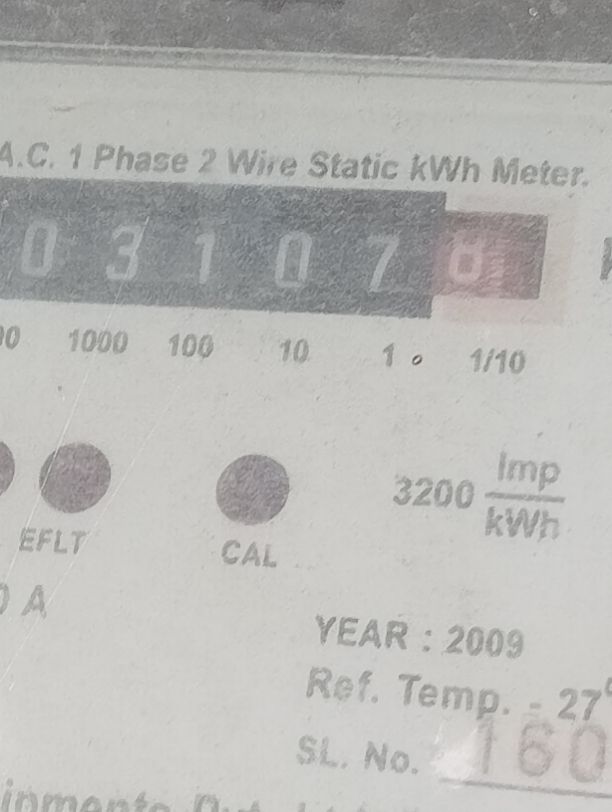 A.C. 1 Phase 2 Wire Static kWh Meter.
0 3 1 0 7 8
1000 100 10 1 1/10
3200 Imp/kWh
EFLT CAL
A
YEAR : 2009
Ref. Temp. - 27°
SL. No. 160